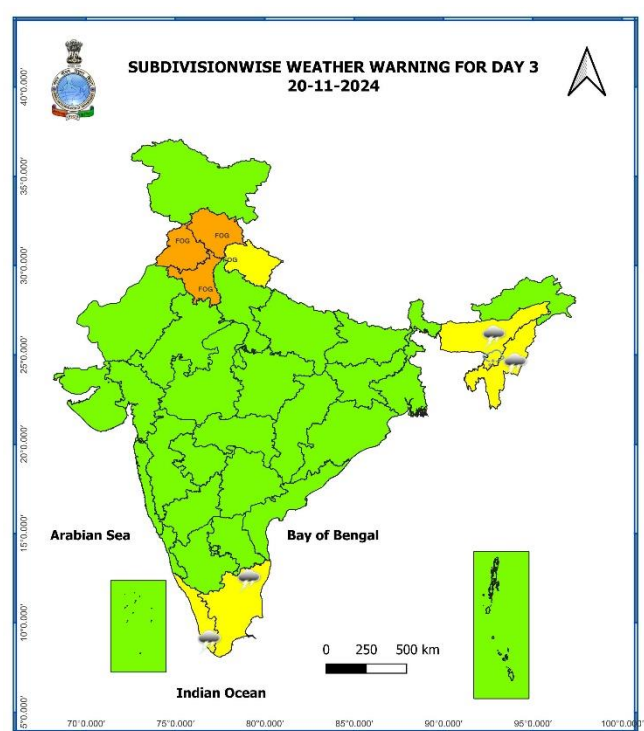 SUBDIVISIONWISE WEATHER WARNING FOR DAY 3
20-11-2024
40°0.000'
35°0.000'
30°0.000'
25°0.000'
20°0.000'
15°0.000'
10°0.000'
5°0.000'
FOG
FOG
FOG
FOG
Arabian Sea
Bay of Bengal
0 250 500 km
Indian Ocean
70°0.000' 75°0.000' 80°0.000' 85°0.000' 90°0.000' 95°0.000' 100°0.000'